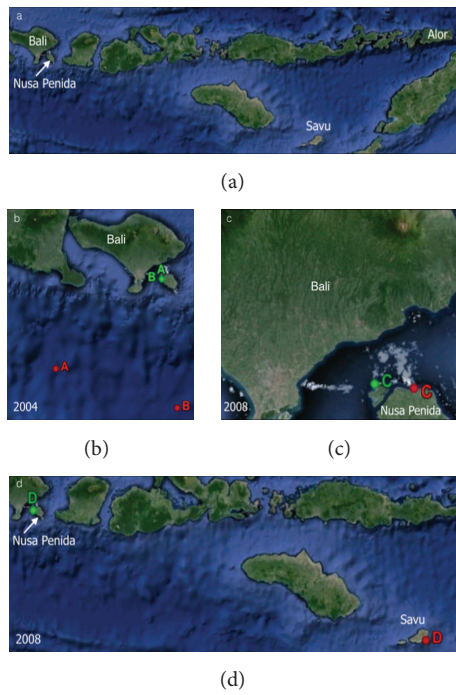 a
Bali
Alor
Nusa Penida
Savu
(a)
b
Bali
A
B
A
B
2004
(b)
c
Bali
C
C
Nusa Penida
2008
(c)
d
D
Nusa Penida
Savu
D
2008
(d)